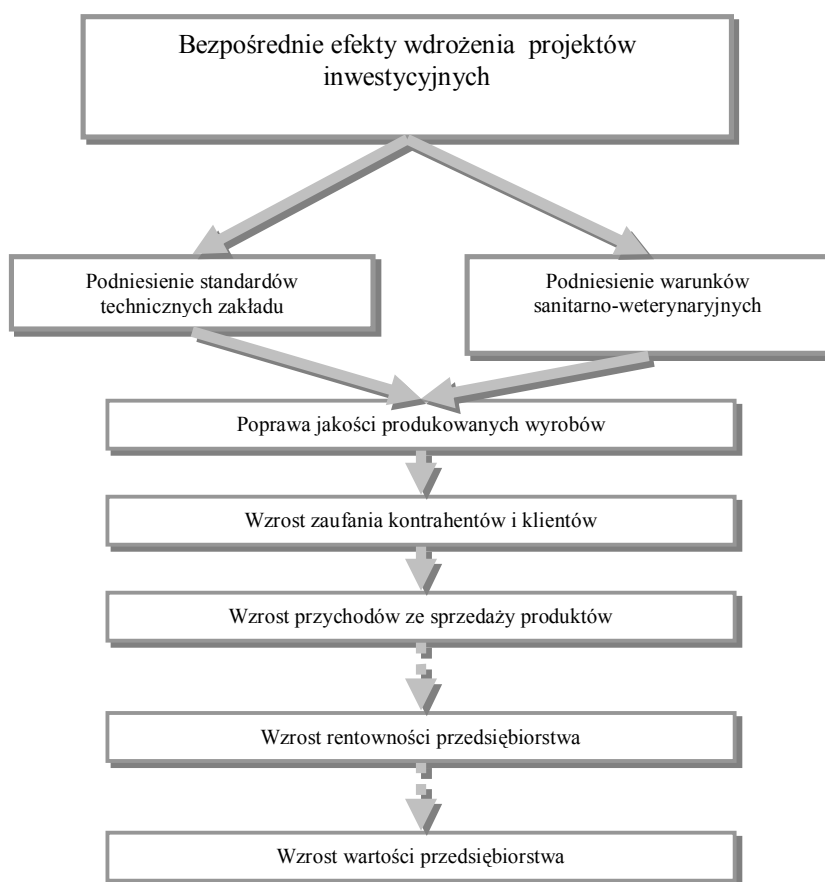 Bezpośrednie efekty wdrożenia projektów
inwestycyjnych
Podniesienie standardów
technicznych zakładu
Podniesienie warunków
sanitarno-weterynaryjnych
Poprawa jakości produkowanych wyrobów
Wzrost zaufania kontrahentów i klientów
Wzrost przychodów ze sprzedaży produktów
Wzrost rentowności przedsiębiorstwa
Wzrost wartości przedsiębiorstwa